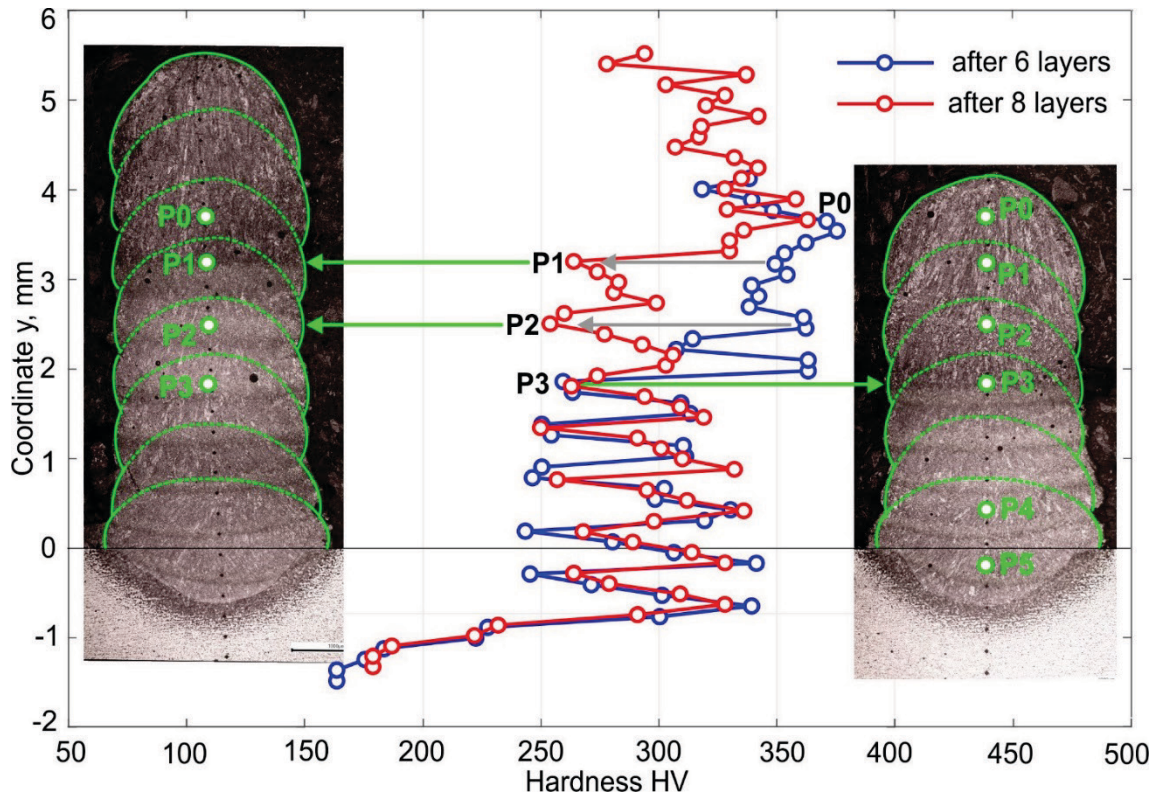 6
5
4
3
2
1
0
-1
-2
Coordinate y, mm
50
100
150
200
250
300
350
400
450
500
Hardness HV
after 6 layers
after 8 layers
P0
P1
P2
P3
P0
P1
P2
P3
P0
P1
P2
P3
P4
P5